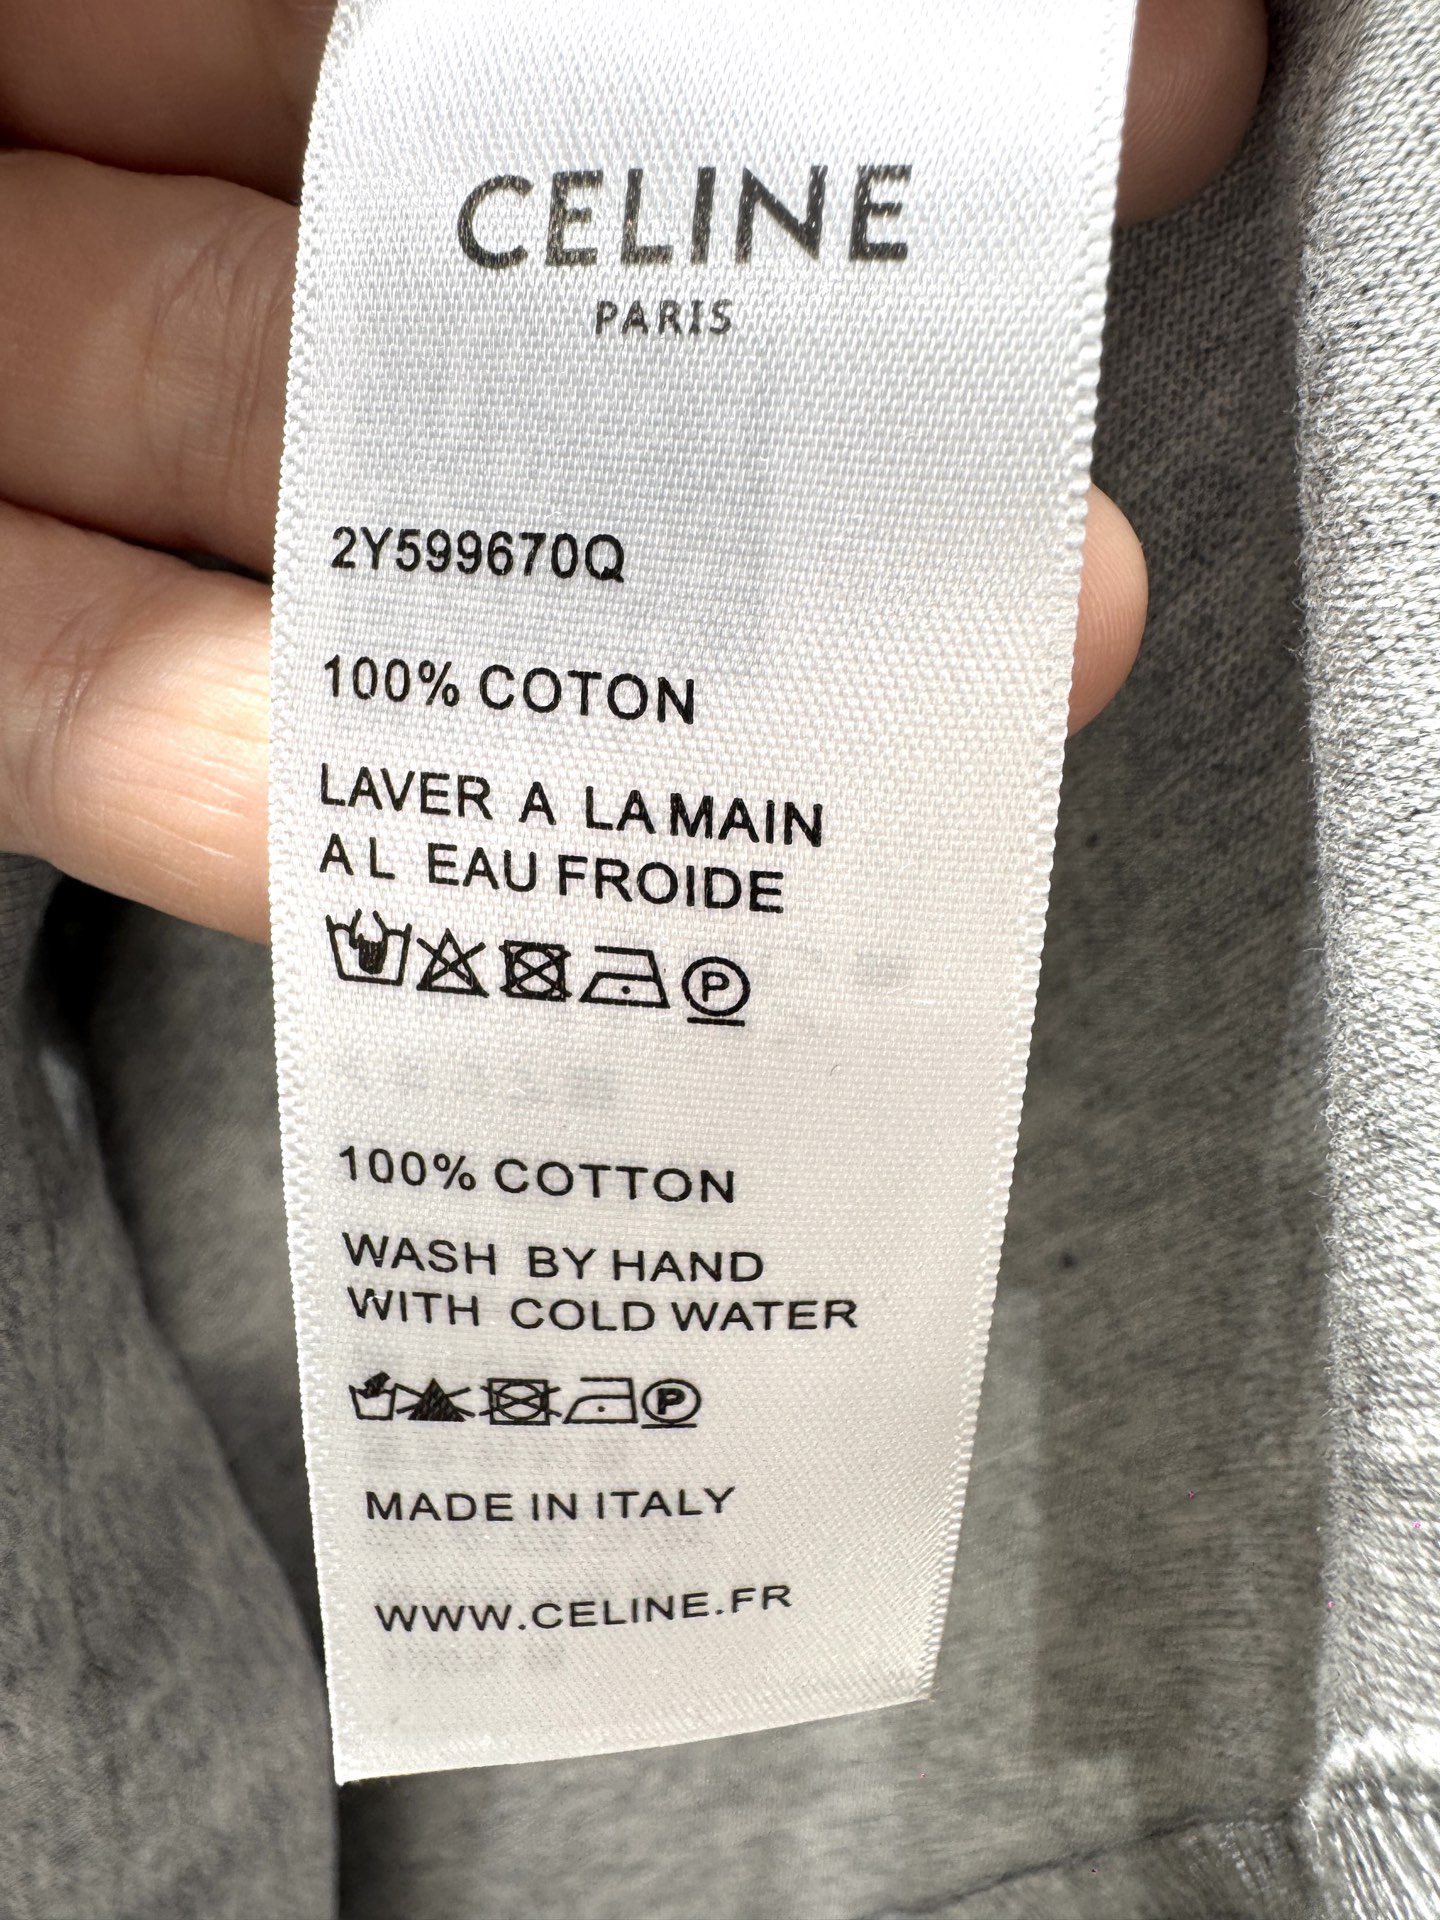 CELINE
PARIS
2Y599670Q
100% COTON
LAVER A LA MAIN
A L EAU FROIDE
P
100% COTTON
WASH BY HAND
WITH COLD WATER
P
MADE IN ITALY
WWW.CELINE.FR